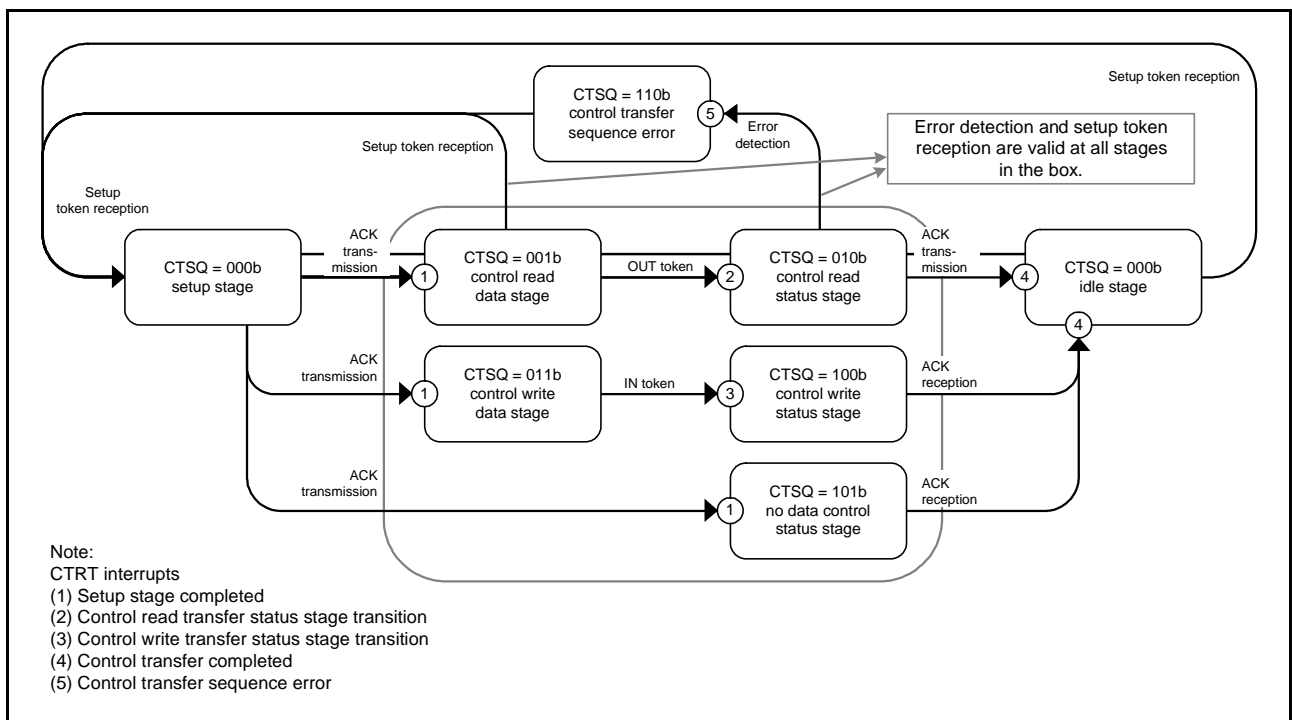 Setup token reception
CTSQ = 110b
control transfer
sequence error
5
Error
detection
Error detection and setup token
reception are valid at all stages
in the box.
Setup token reception
Setup
token reception
CTSQ = 000b
setup stage
ACK
trans-
mission
1
CTSQ = 001b
control read
data stage
OUT token
2
CTSQ = 010b
control read
status stage
ACK
trans-
mission
4
CTSQ = 000b
idle stage
4
ACK
transmission
1
CTSQ = 011b
control write
data stage
IN token
3
CTSQ = 100b
control write
status stage
ACK
reception
ACK
transmission
1
CTSQ = 101b
no data control
status stage
ACK
reception
Note:
CTRT interrupts
(1) Setup stage completed
(2) Control read transfer status stage transition
(3) Control write transfer status stage transition
(4) Control transfer completed
(5) Control transfer sequence error